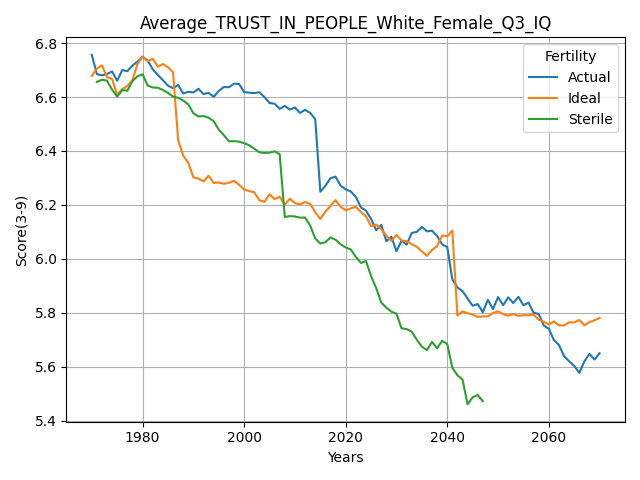 Average_TRUST_IN_PEOPLE_White_Female_Q3_IQ
Fertility
Actual
Ideal
Sterile
Score(3-9)
6.8
6.6
6.4
6.2
6.0
5.8
5.6
5.4
1980 2000 2020 2040 2060
Years